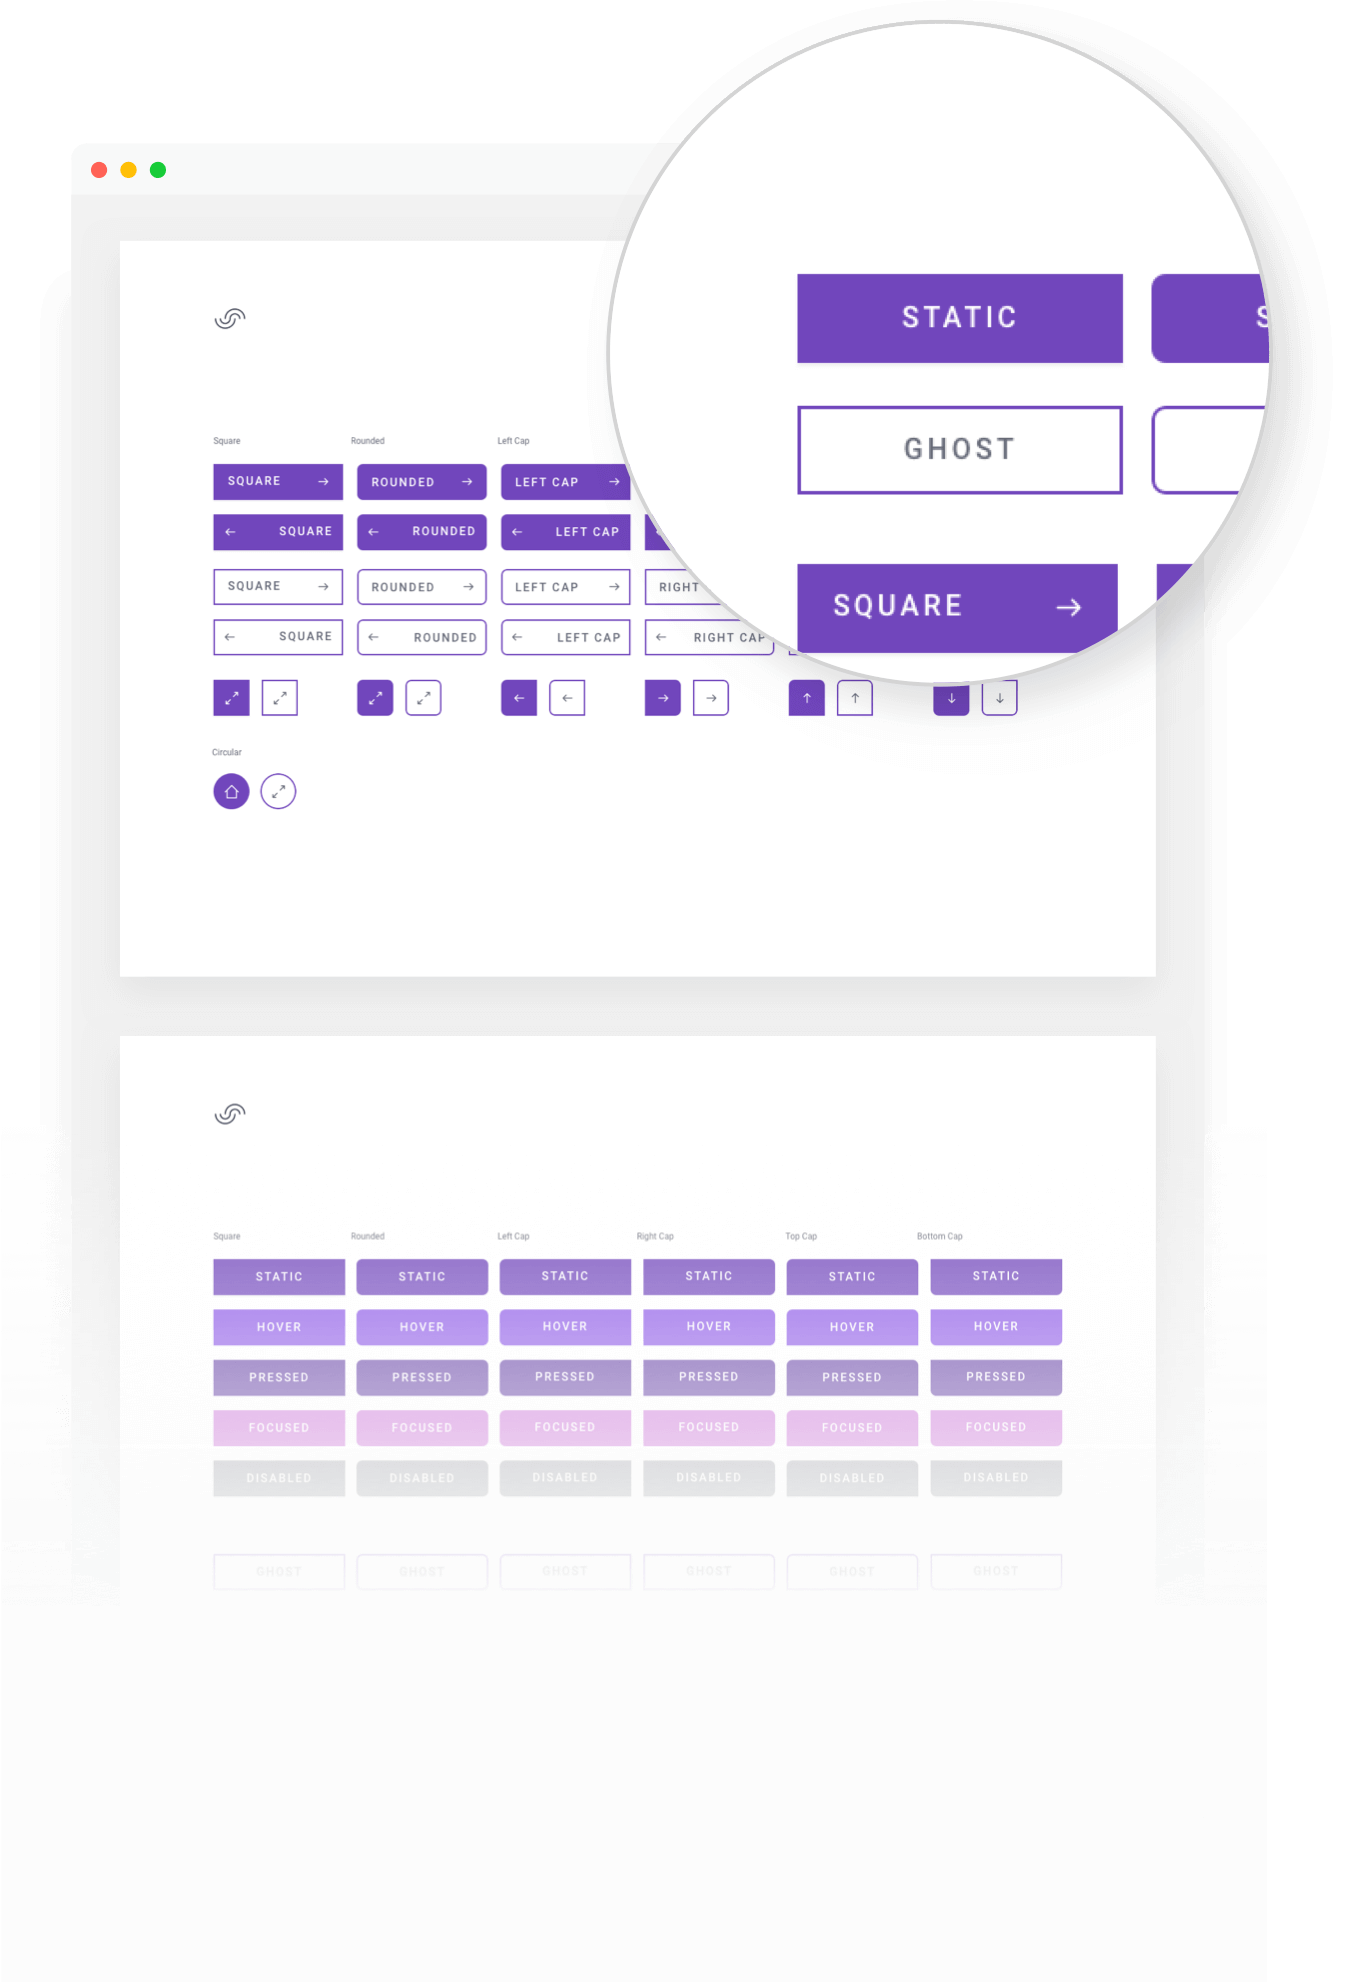 STATIC
S
GHOST
SQUARE
Square Rounded Left Cap
SQUARE ROUNDED LEFT CAP
SQUARE ROUNDED LEFT CAP
SQUARE ROUNDED LEFT CAP RIGHT
SQUARE ROUNDED LEFT CAP RIGHT CAP
Circular
Square Rounded Left Cap Right Cap Top Cap Bottom Cap
STATIC STATIC STATIC STATIC STATIC STATIC
HOVER HOVER HOVER HOVER HOVER HOVER
PRESSED PRESSED PRESSED PRESSED PRESSED PRESSED
FOCUSED FOCUSED FOCUSED FOCUSED FOCUSED FOCUSED
DISABLED DISABLED DISABLED DISABLED DISABLED DISABLED
GHOST GHOST GHOST GHOST GHOST GHOST